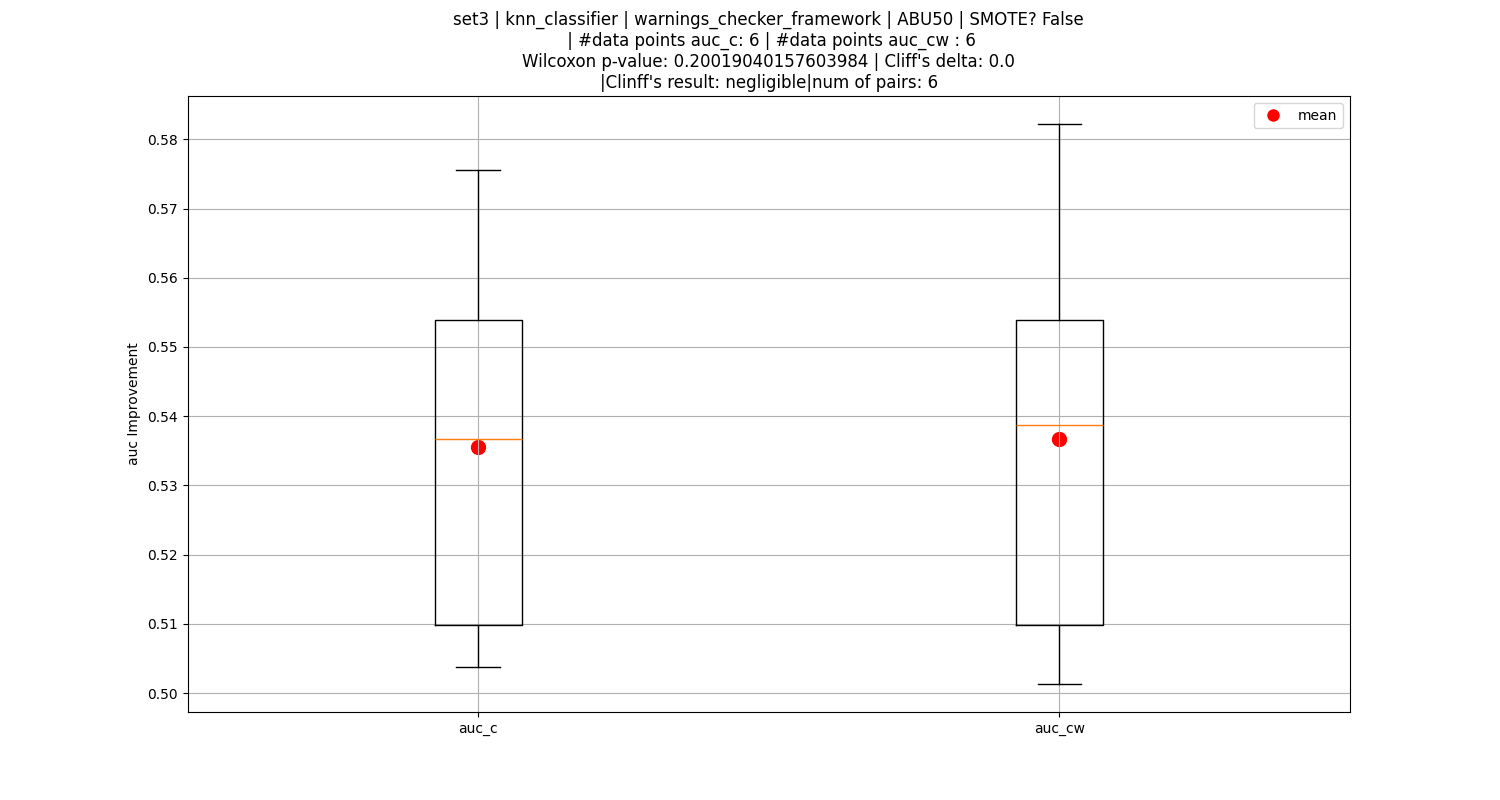 set3 | knn_classifier | warnings_checker_framework | ABU50 | SMOTE? False
| #data points auc_c: 6 | #data points auc_cw : 6
Wilcoxon p-value: 0.20019040157603984 | Cliff's delta: 0.0
|Clinff's result: negligible|num of pairs: 6
mean
0.58
0.57
0.56
0.55
0.54
0.53
0.52
0.51
0.50
auc Improvement
auc_c
auc_cw